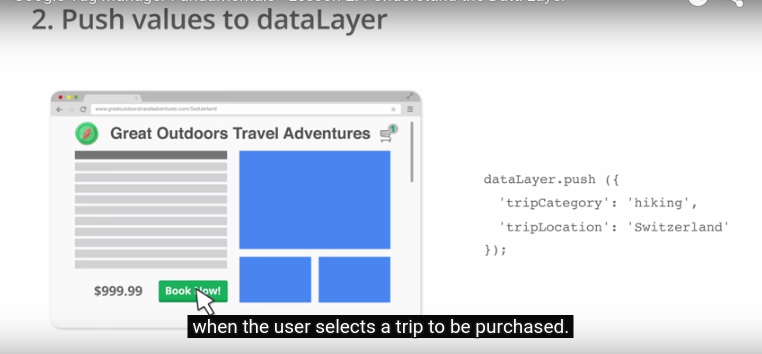 Google Tag Manager Fundamentals - Lesson 2.4 Understand the Data Layer
2. Push values to dataLayer
www.greatoutdoorstraveladventures.com/Switzerland
Great Outdoors Travel Adventures
1
$999.99
Book Now!
dataLayer.push ({
'tripCategory': 'hiking',
'tripLocation': 'Switzerland'
});
when the user selects a trip to be purchased.